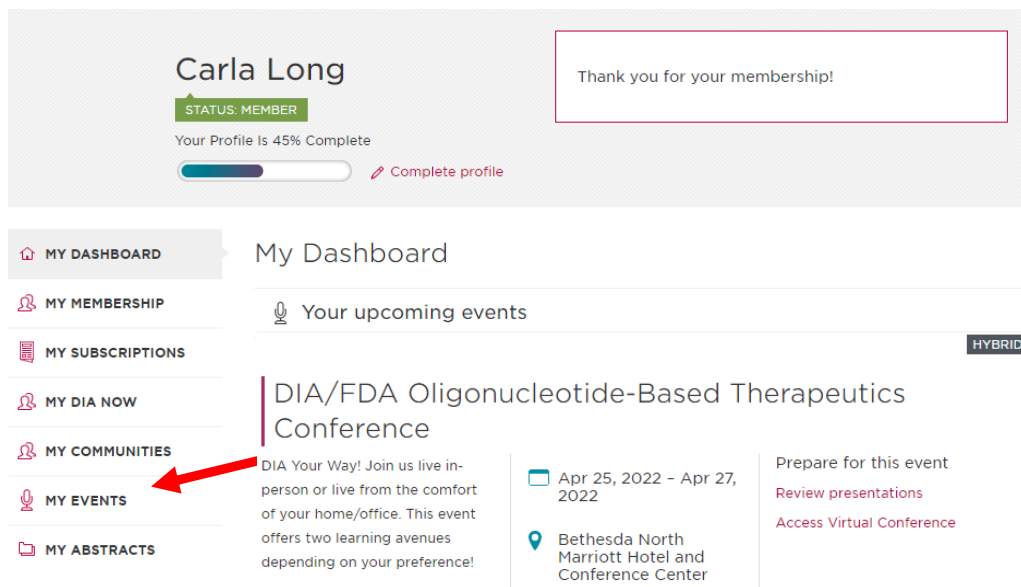 Carla Long
STATUS: MEMBER
Your Profile Is 45% Complete
Complete profile
Thank you for your membership!
MY DASHBOARD
MY MEMBERSHIP
MY SUBSCRIPTIONS
MY DIA NOW
MY COMMUNITIES
MY EVENTS
MY ABSTRACTS
My Dashboard
Your upcoming events
HYBRID
DIA/FDA Oligonucleotide-Based Therapeutics
Conference
DIA Your Way! Join us live in-
person or live from the comfort
of your home/office. This event
offers two learning avenues
depending on your preference!
Apr 25, 2022 – Apr 27,
2022
Bethesda North
Marriott Hotel and
Conference Center
Prepare for this event
Review presentations
Access Virtual Conference